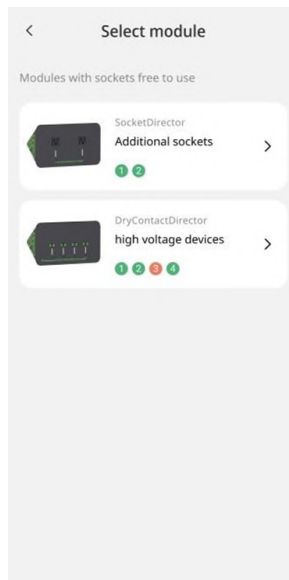 Select module
Modules with sockets free to use
SocketDirector
Additional sockets
1 2
DryContactDirector
high voltage devices
1 2 3 4